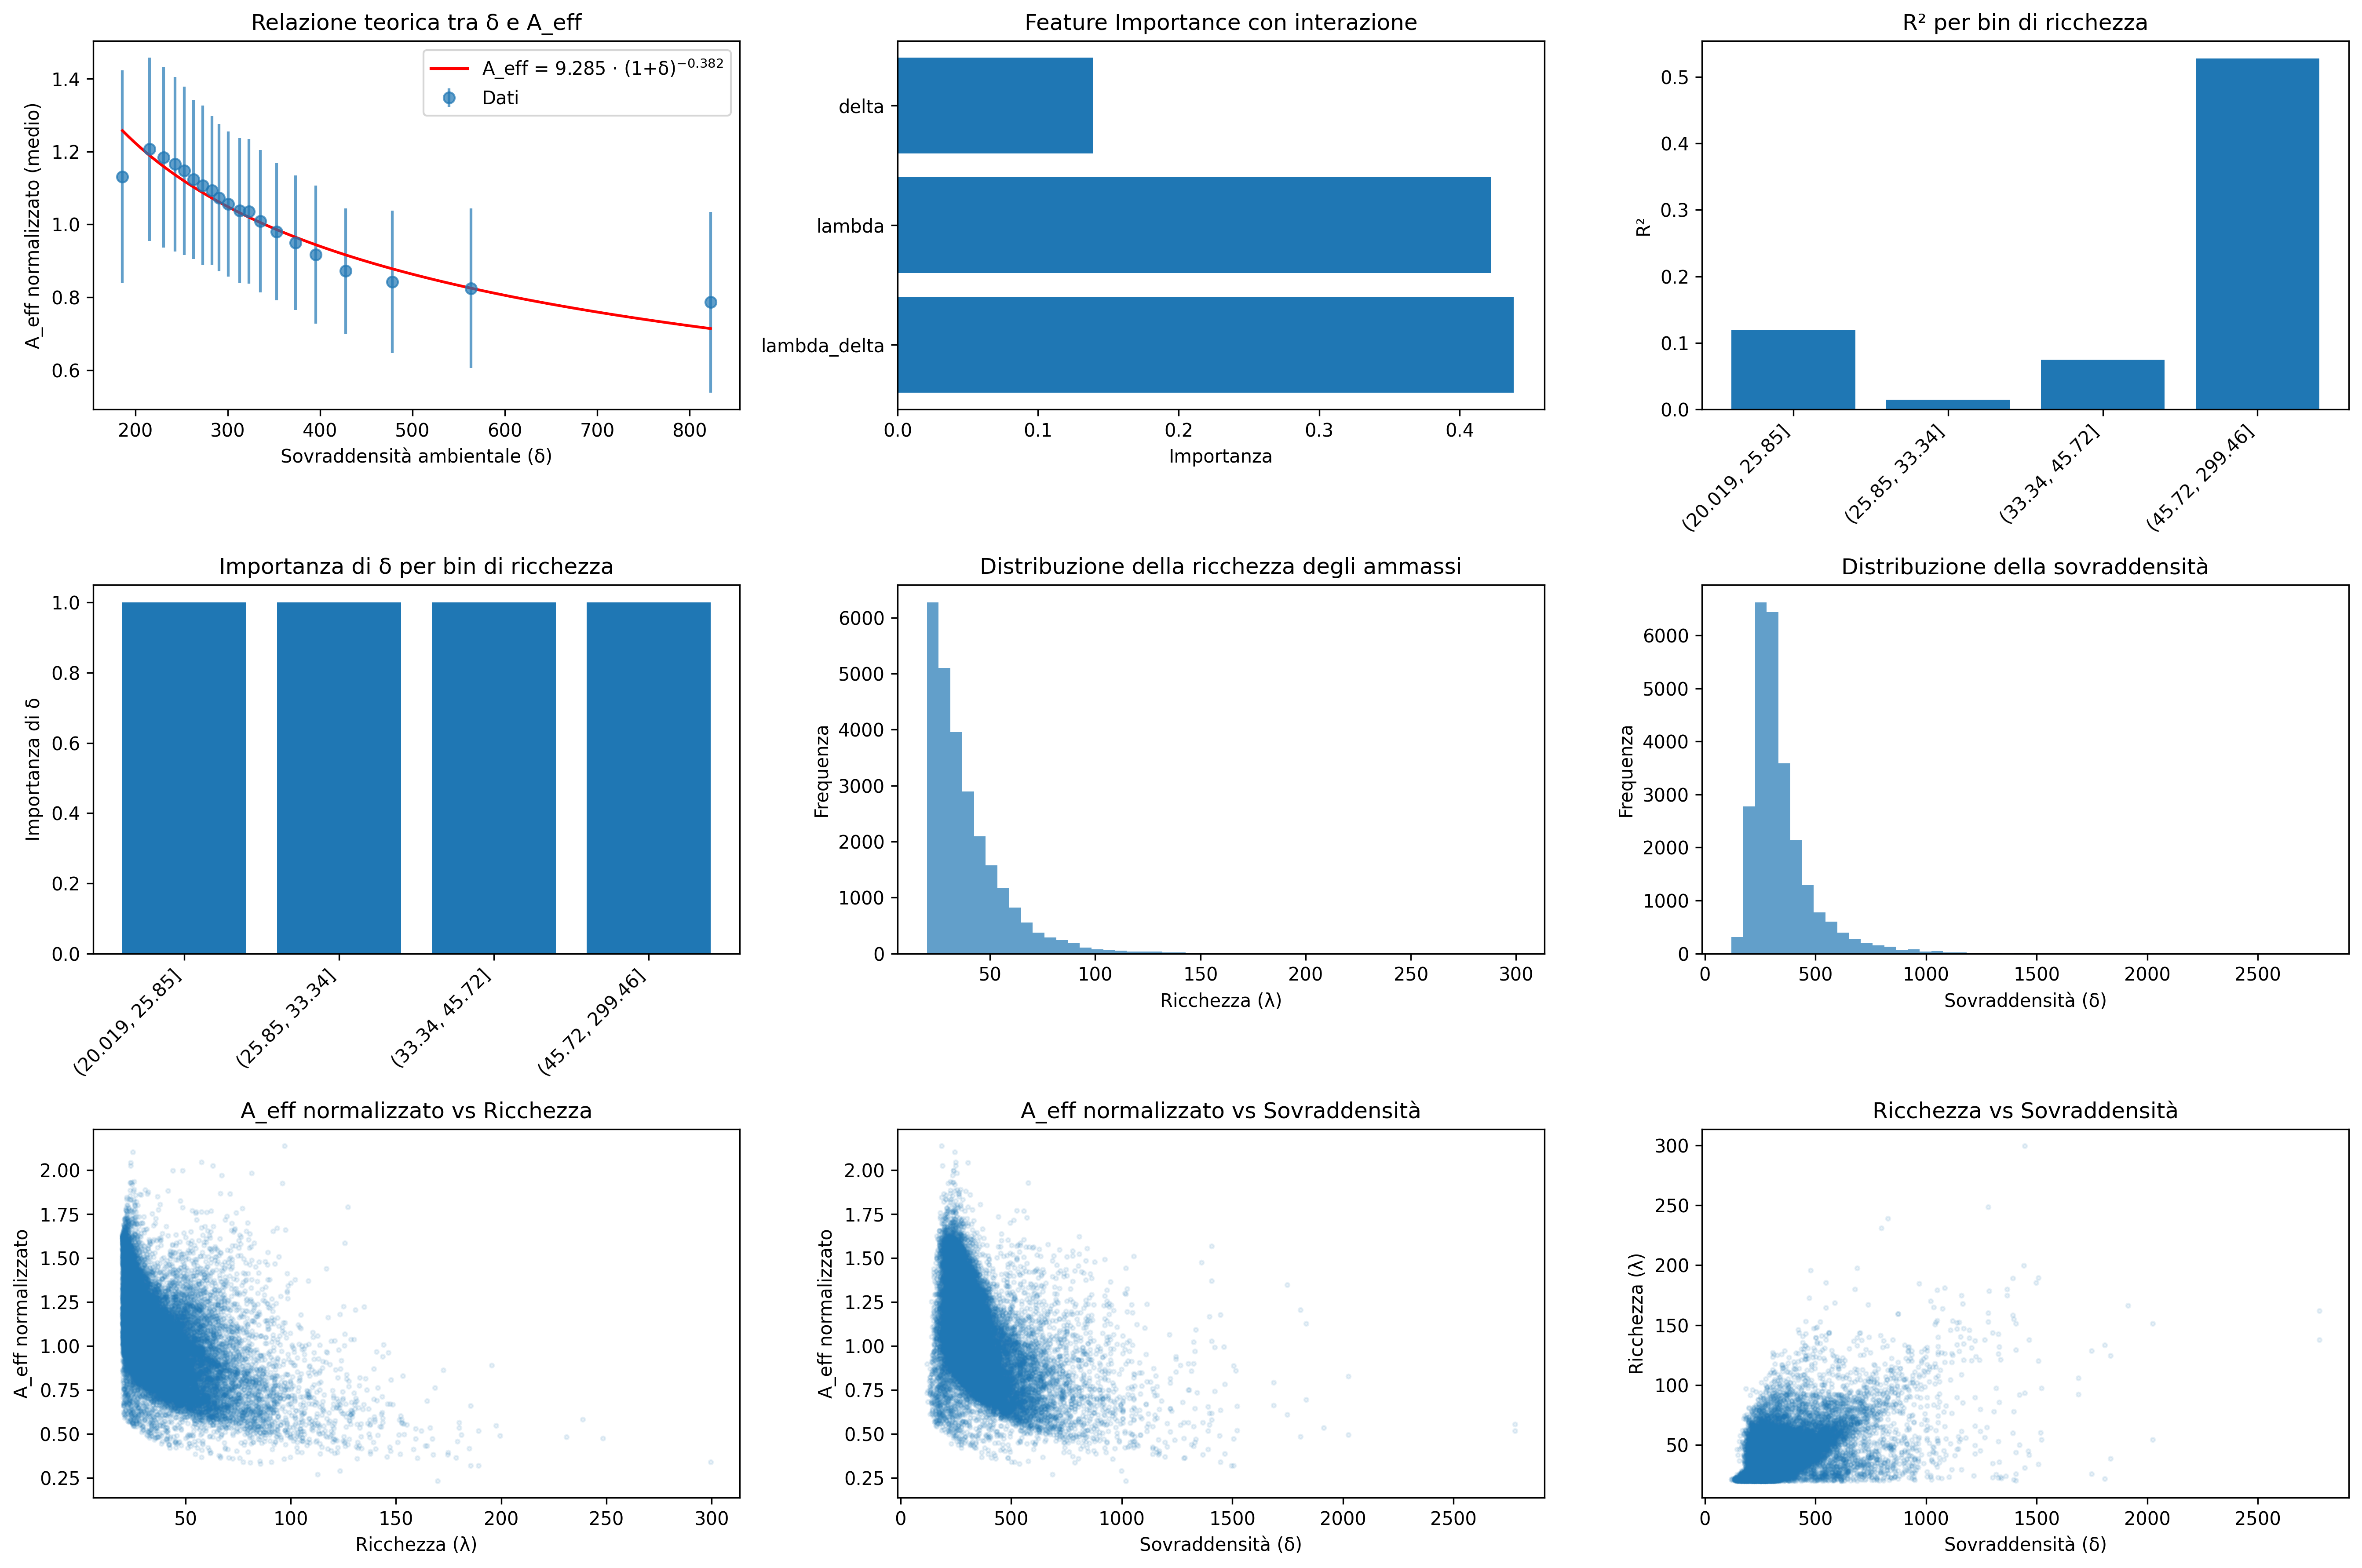 Relazione teorica tra δ e A_eff
A_eff = 9.285 · (1+δ)⁻⁰·³⁸²
Dati
A_eff normalizzato (medio)
1.4
1.2
1.0
0.8
0.6
200 300 400 500 600 700 800
Sovraddensità ambientale (δ)
Feature Importance con interazione
delta
lambda
lambda_delta
0.0 0.1 0.2 0.3 0.4
Importanza
R² per bin di ricchezza
R²
0.5
0.4
0.3
0.2
0.1
0.0
(20.019, 25.85]
(25.85, 33.34]
(33.34, 45.72]
(45.72, 299.46]
Importanza di δ per bin di ricchezza
Importanza di δ
1.0
0.8
0.6
0.4
0.2
0.0
(20.019, 25.85]
(25.85, 33.34]
(33.34, 45.72]
(45.72, 299.46]
Distribuzione della ricchezza degli ammassi
Frequenza
6000
5000
4000
3000
2000
1000
0
50 100 150 200 250 300
Ricchezza (λ)
Distribuzione della sovraddensità
Frequenza
6000
5000
4000
3000
2000
1000
0
0 500 1000 1500 2000 2500
Sovraddensità (δ)
A_eff normalizzato vs Ricchezza
A_eff normalizzato
2.00
1.75
1.50
1.25
1.00
0.75
0.50
0.25
50 100 150 200 250 300
Ricchezza (λ)
A_eff normalizzato vs Sovraddensità
A_eff normalizzato
2.00
1.75
1.50
1.25
1.00
0.75
0.50
0.25
0 500 1000 1500 2000 2500
Sovraddensità (δ)
Ricchezza vs Sovraddensità
Ricchezza (λ)
300
250
200
150
100
50
0 500 1000 1500 2000 2500
Sovraddensità (δ)